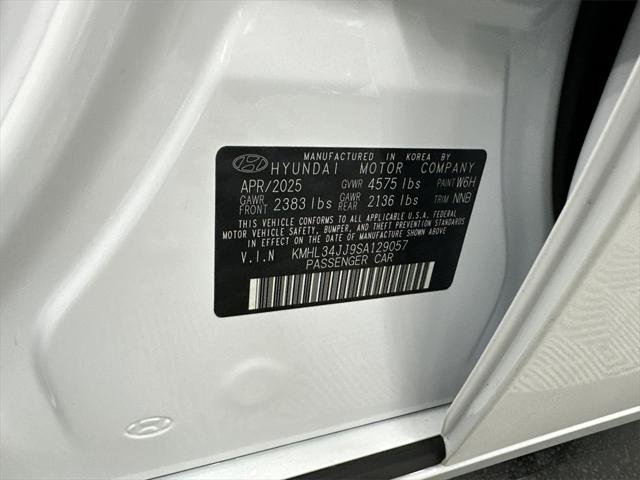 MANUFACTURED IN KOREA BY
HYUNDAI MOTOR COMPANY
APR/2025 GVWR 4575 lbs PAINT W6H
GAWR FRONT 2383 lbs GAWR REAR 2136 lbs TRIM NNB
THIS VEHICLE CONFORMS TO ALL APPLICABLE U.S.A. FEDERAL
MOTOR VEHICLE SAFETY, BUMPER, AND THEFT PREVENTION STANDARDS
IN EFFECT ON THE DATE OF MANUFACTURE SHOWN ABOVE.
V.I.N KMHL34JJ9SA129057
PASSENGER CAR